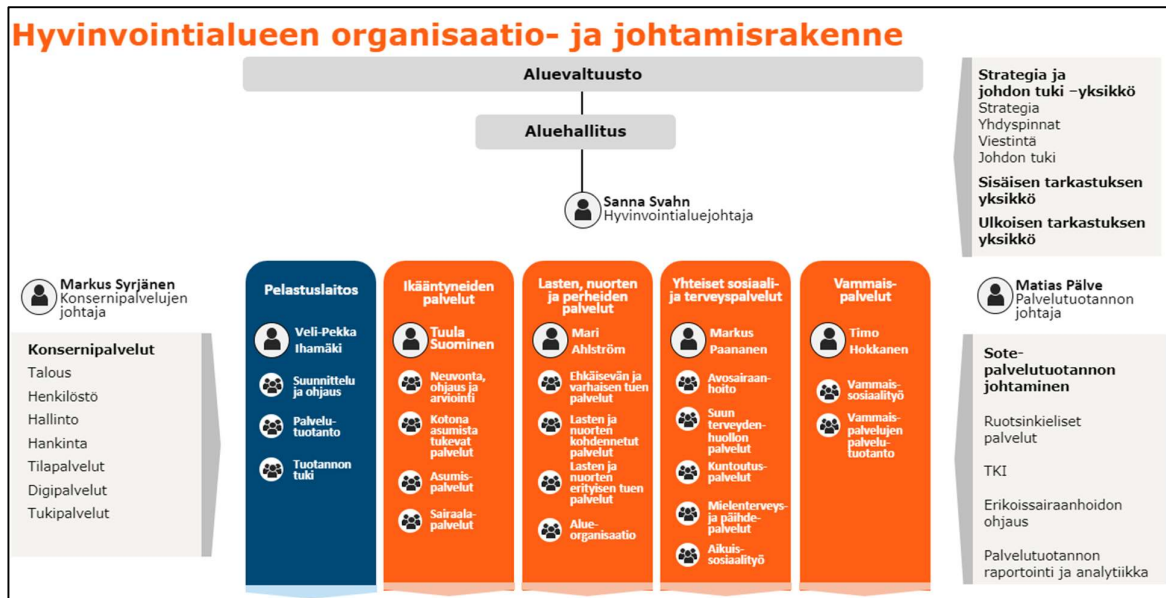 Hyvinvointialueen organisaatio- ja johtamisrakenne
Aluevaltuusto
Aluehallitus
Sanna Svahn
Hyvinvointialuejohtaja
Strategia ja
johdon tuki –yksikkö
Strategia
Yhdyspinnat
Viestintä
Johdon tuki
Sisäisen tarkastuksen
yksikkö
Ulkoisen tarkastuksen
yksikkö
Markus Syrjänen
Konsernipalvelujen
johtaja
Konsernipalvelut
Talous
Henkilöstö
Hallinto
Hankinta
Tilapalvelut
Digipalvelut
Tukipalvelut
Pelastuslaitos
Veli-Pekka
Ihamäki
Suunnittelu
ja ohjaus
Palvelu-
tuotanto
Tuotannon
tuki
Ikääntyneiden
palvelut
Tuula
Suominen
Neuvonta,
ohjaus ja
arviointi
Kotona
asumista
tukevat
palvelut
Asumis-
palvelut
Sairaala-
palvelut
Lasten, nuorten
ja perheiden
palvelut
Mari
Ahlström
Ehkäisevän ja
varhaisen tuen
palvelut
Lasten ja
nuorten
kohdennetut
palvelut
Lasten ja
nuorten
erityisen tuen
palvelut
Alue-
organisaatio
Yhteiset sosiaali-
ja terveyspalvelut
Markus
Paananen
Avosairaan-
hoito
Suun
terveyden-
huollon
palvelut
Kuntoutus-
palvelut
Mielenterveys-
ja päihde-
palvelut
Aikuis-
sosiaalityö
Vammais-
palvelut
Timo
Hokkanen
Vammais-
sosiaalityö
Vammais-
palvelujen
palvelu-
tuotanto
Matias Pälve
Palvelutuotannon
johtaja
Sote-
palvelutuotannon
johtaminen
Ruotsinkieliset
palvelut
TKI
Erikoissairaanhoidon
ohjaus
Palvelutuotannon
raportointi ja analytiikka